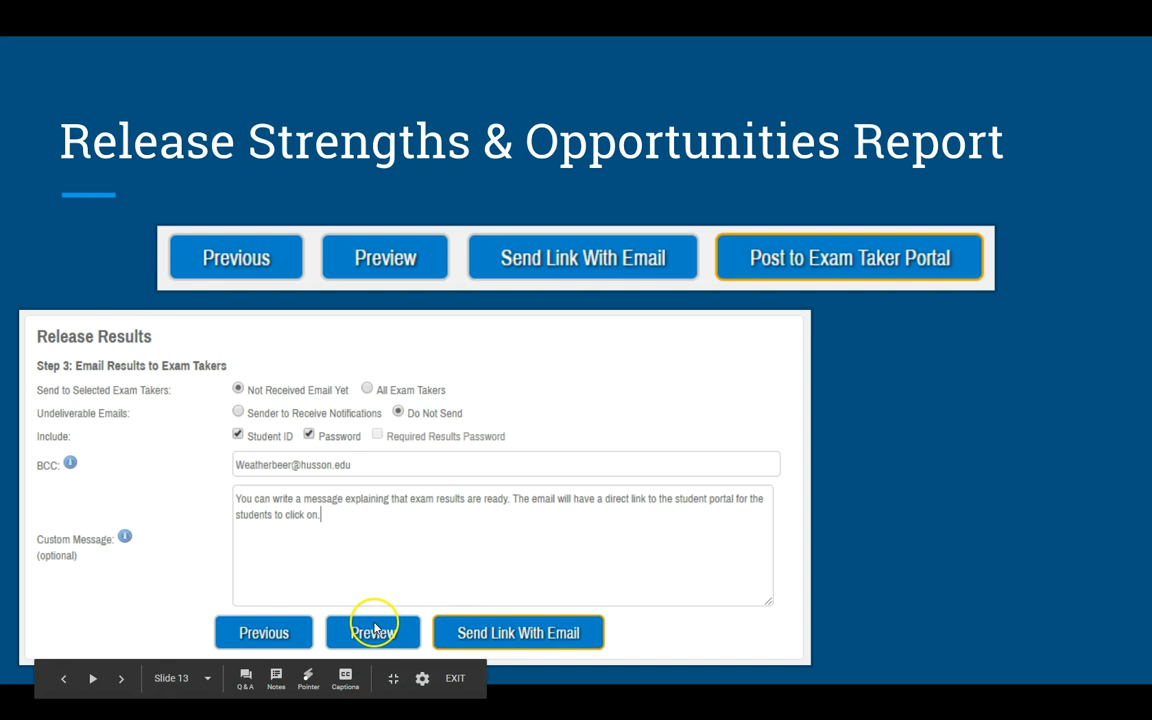 Release Strengths & Opportunities Report
Previous
Preview
Send Link With Email
Post to Exam Taker Portal
Release Results
Step 3: Email Results to Exam Takers
Send to Selected Exam Takers:
Not Received Email Yet
All Exam Takers
Undeliverable Emails:
Sender to Receive Notifications
Do Not Send
Include:
Student ID
Password
Required Results Password
BCC:
Weatherbeer@husson.edu
You can write a message explaining that exam results are ready. The email will have a direct link to the student portal for the
students to click on.
Custom Message:
(optional)
Previous
Preview
Send Link With Email
Slide 13
Q & A
Notes
Pointer
CC
Captions
EXIT